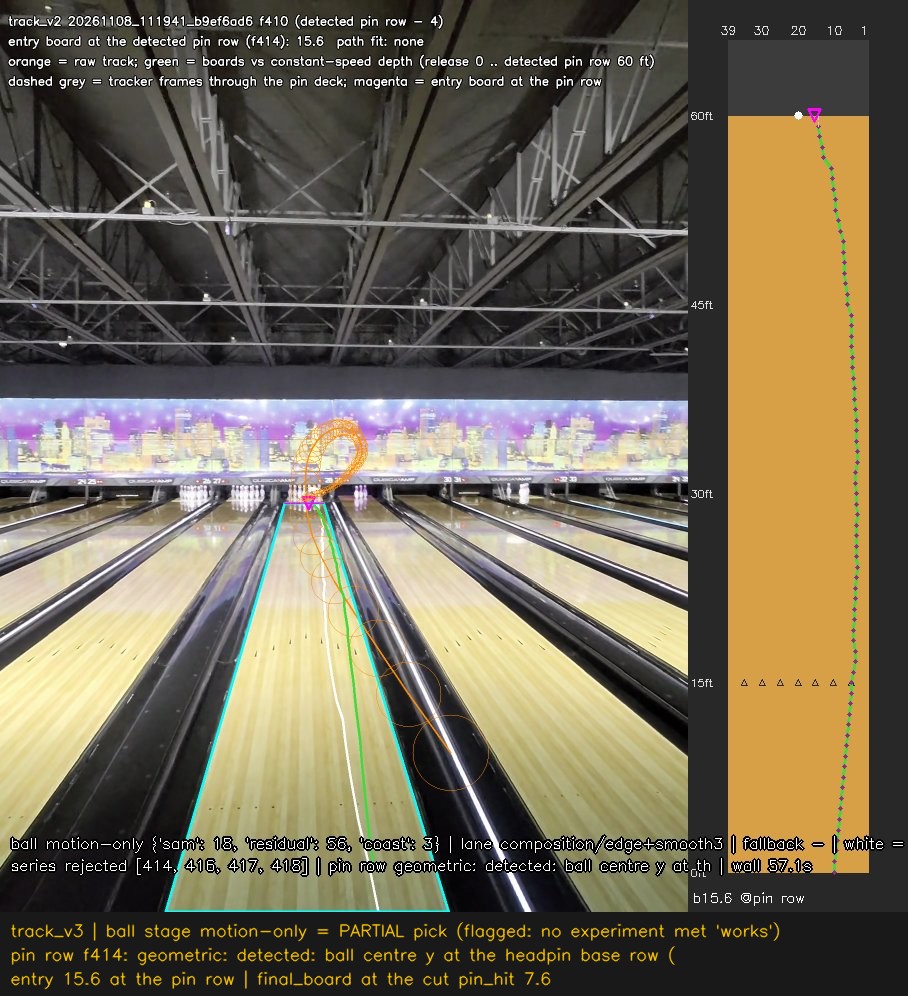 track_v2 20261108_111941_b9ef6ad6 f410 (detected pin row - 4)
entry board at the detected pin row (f414): 15.6 path fit: none
orange = raw track; green = boards vs constant-speed depth (release 0 .. detected pin row 60 ft)
dashed grey = tracker frames through the pin deck; magenta = entry board at the pin row
39 30 20 10 1
60ft
45ft
30ft
15ft
0ft
QUBICAAMF
QUBICAAMF
QUBICAAMF
ball motion-only {'sam': 15, 'residual': 56, 'coast': 3} | lane composition/edge+smooth3 | fallback - | white =
series rejected [414, 416, 417, 418] | pin row geometric: detected: ball centre y at th | wall 57.1s
b15.6 @pin row
track_v3 | ball stage motion-only = PARTIAL pick (flagged: no experiment met 'works')
pin row f414: geometric: detected: ball centre y at the headpin base row (
entry 15.6 at the pin row | final_board at the cut pin_hit 7.6